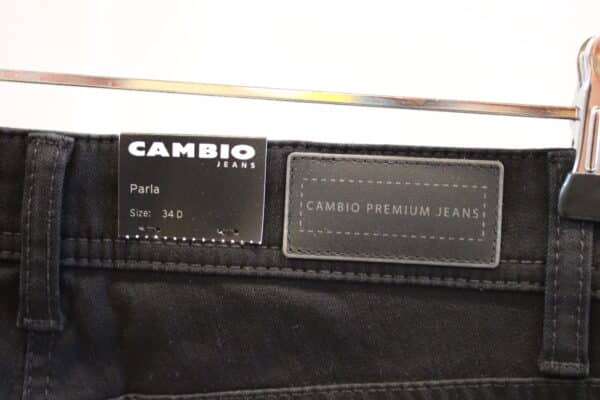 CAMBIO
JEANS
Parla
Size: 34 D
CAMBIO PREMIUM JEANS